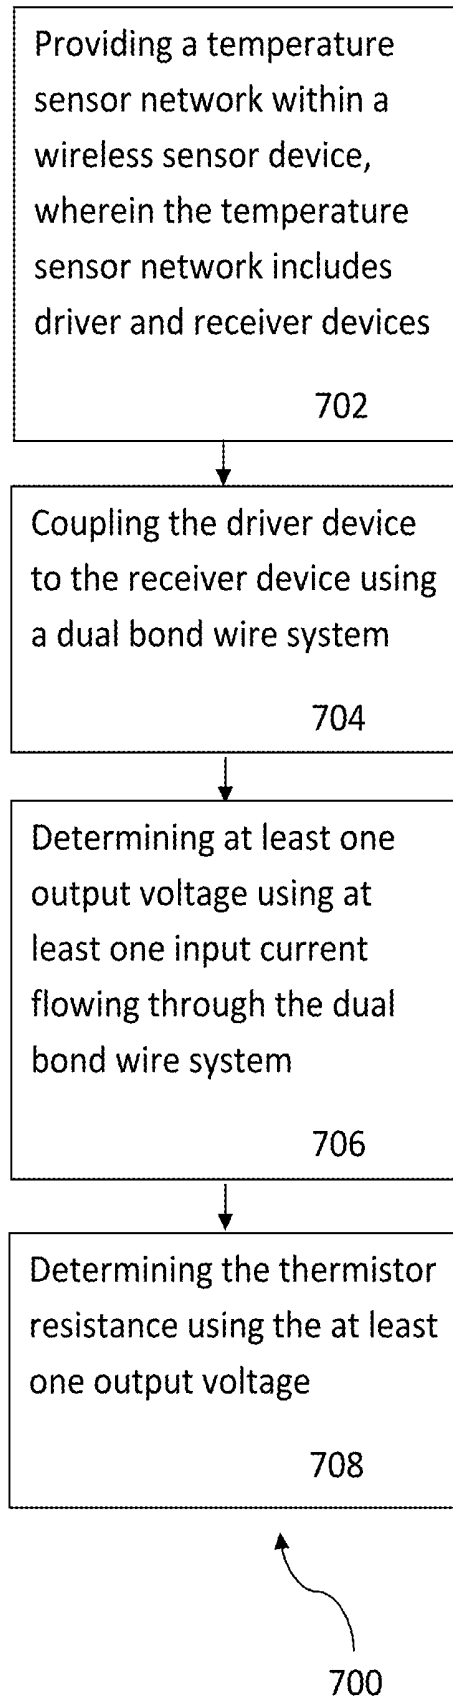 Providing a temperature
sensor network within a
wireless sensor device,
wherein the temperature
sensor network includes
driver and receiver devices
702
Coupling the driver device
to the receiver device using
a dual bond wire system
704
Determining at least one
output voltage using at
least one input current
flowing through the dual
bond wire system
706
Determining the thermistor
resistance using the at least
one output voltage
708
700